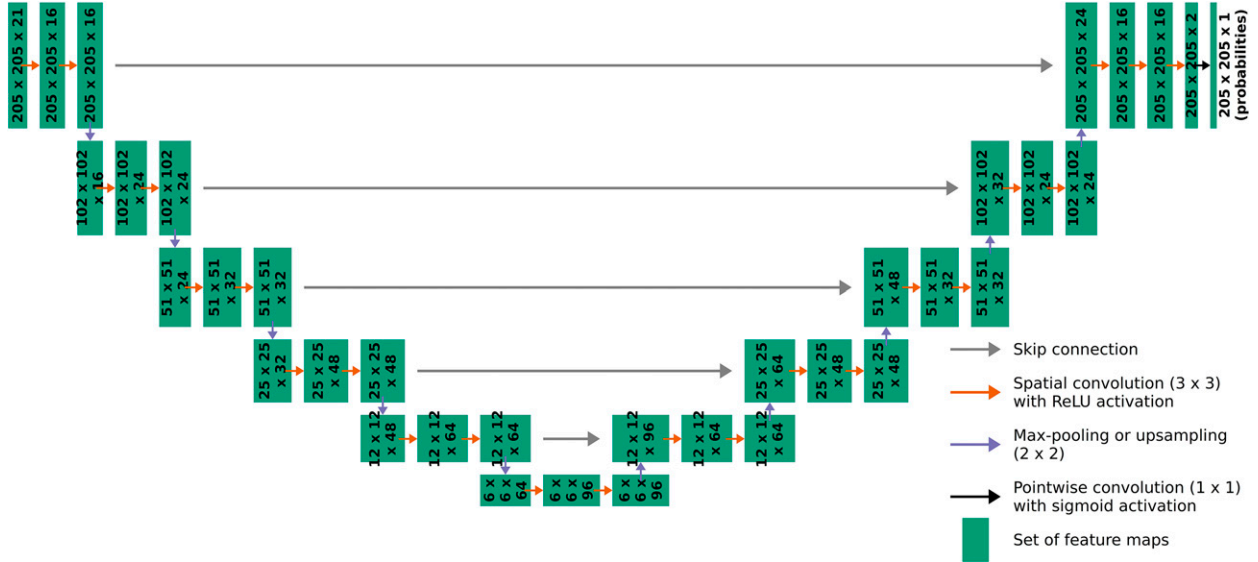 205 x 205 x 21
205 x 205 x 16
205 x 205 x 16
205 x 205 x 24
205 x 205 x 16
205 x 205 x 16
205 x 205 x 2
205 x 205 x 1
(probabilities)
102 x 102
x 16
102 x 102
x 24
102 x 102
x 24
102 x 102
x 32
102 x 102
x 24
102 x 102
x 24
51 x 51
x 24
51 x 51
x 32
51 x 51
x 32
51 x 51
x 48
51 x 51
x 32
51 x 51
x 32
25 x 25
x 32
25 x 25
x 48
25 x 25
x 48
25 x 25
x 64
25 x 25
x 48
25 x 25
x 48
12 x 12
x 48
12 x 12
x 64
12 x 12
x 64
12 x 12
x 96
12 x 12
x 64
12 x 12
x 64
6 x
6 x
64
6 x
6 x
96
6 x
6 x
96
Skip connection
Spatial convolution (3 x 3)
with ReLU activation
Max-pooling or upsampling
(2 x 2)
Pointwise convolution (1 x 1)
with sigmoid activation
Set of feature maps